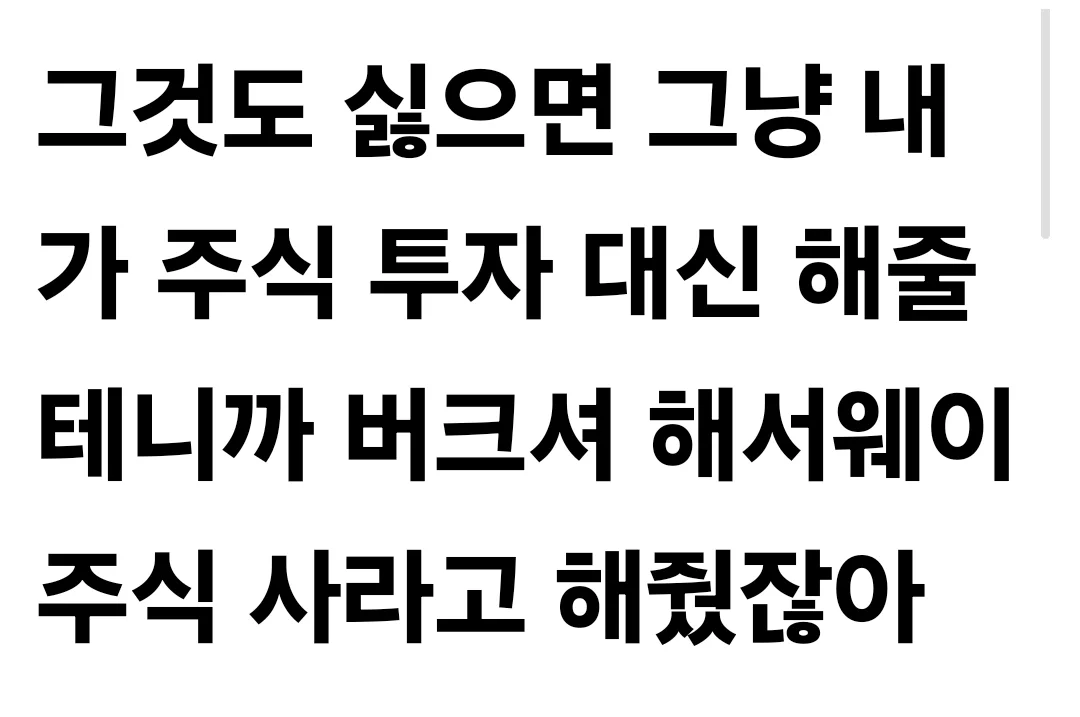 그것도 싫으면 그냥 내
가 주식 투자 대신 해줄
테니까 버크셔 해서웨이
주식 사라고 해줬잖아